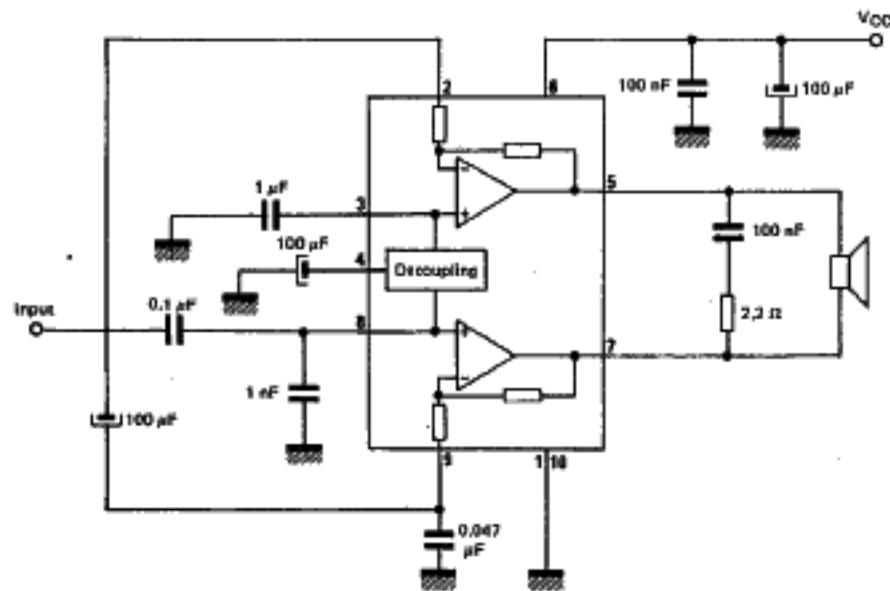 VCC
2
6
100 nF
100 µF
1 µF
3
5
100 µF
4
Decoupling
100 nF
Input
0.1 µF
8
2,2 Ω
7
1 nF
100 µF
9
1 10
0.047
µF